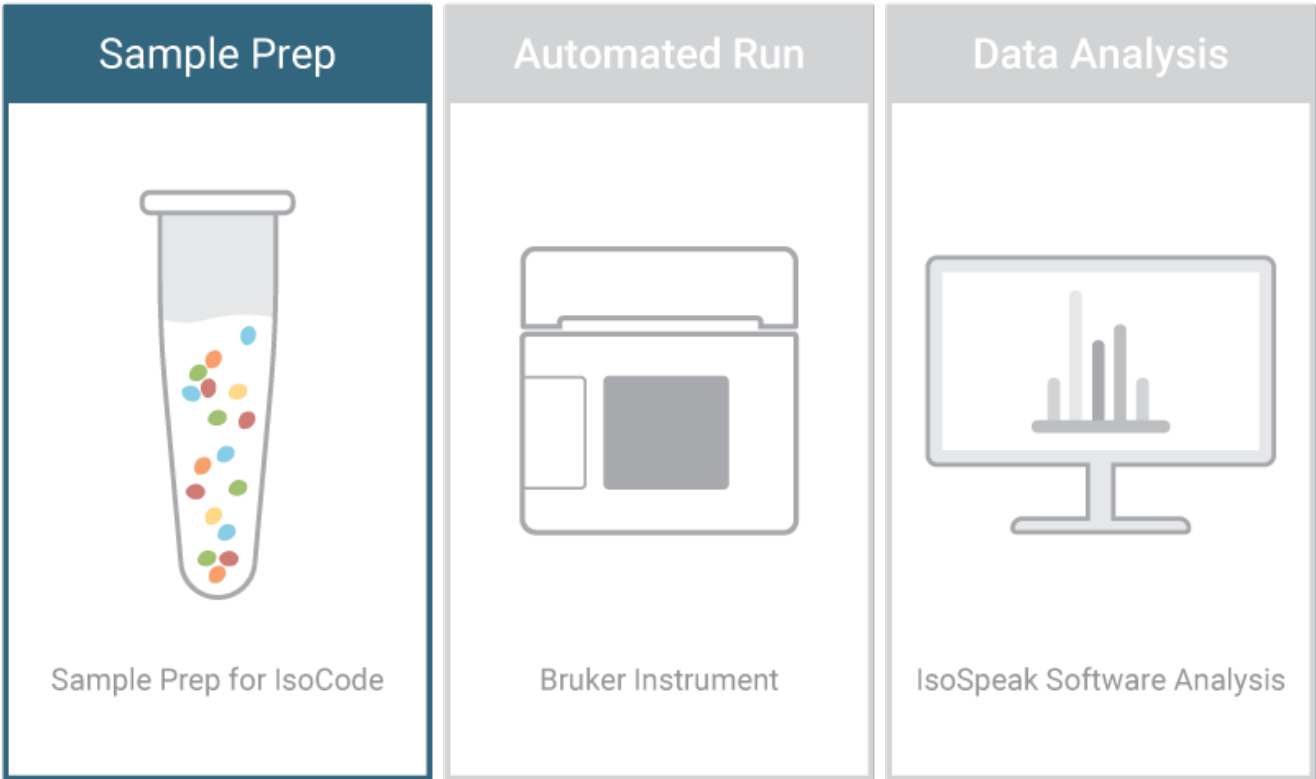 Sample Prep
Automated Run
Data Analysis
Sample Prep for IsoCode
Bruker Instrument
IsoSpeak Software Analysis